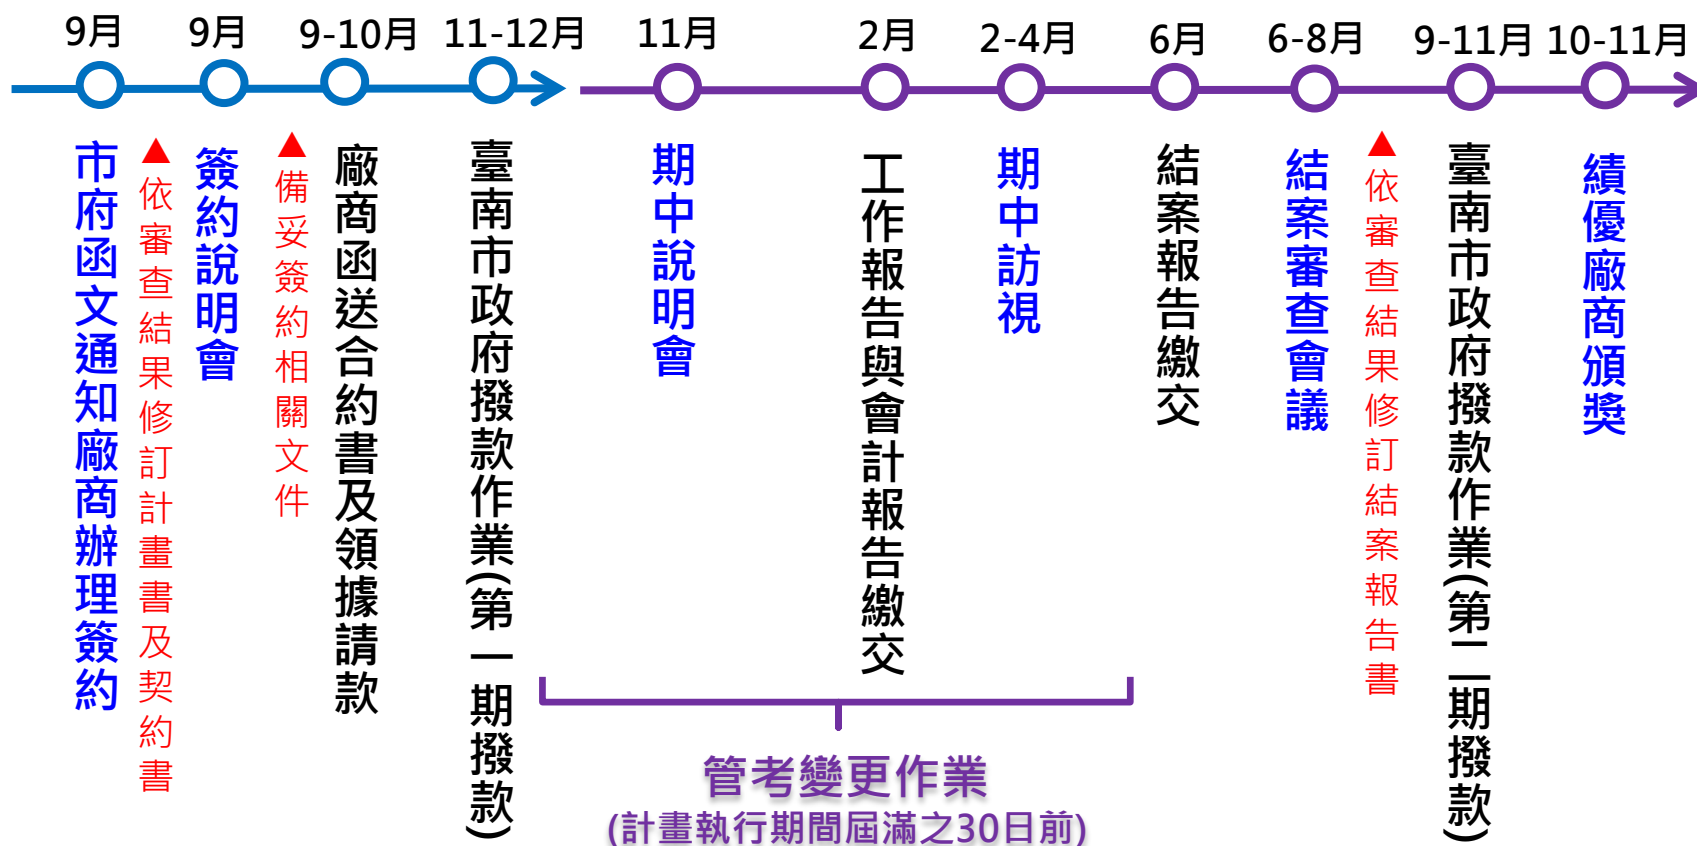 9月
9月
9-10月
11-12月
11月
2月
2-4月
6月
6-8月
9-11月
10-11月
市府函文通知廠商辦理簽約
▲依審查結果修訂計畫書及契約書
簽約說明會
▲備妥簽約相關文件
廠商函送合約書及領據請款
臺南市政府撥款作業(第一期撥款)
期中說明會
工作報告與會計報告繳交
期中訪視
結案報告繳交
結案審查會議
▲依審查結果修訂結案報告書
臺南市政府撥款作業(第二期撥款)
績優廠商頒獎
管考變更作業
(計畫執行期間屆滿之30日前)